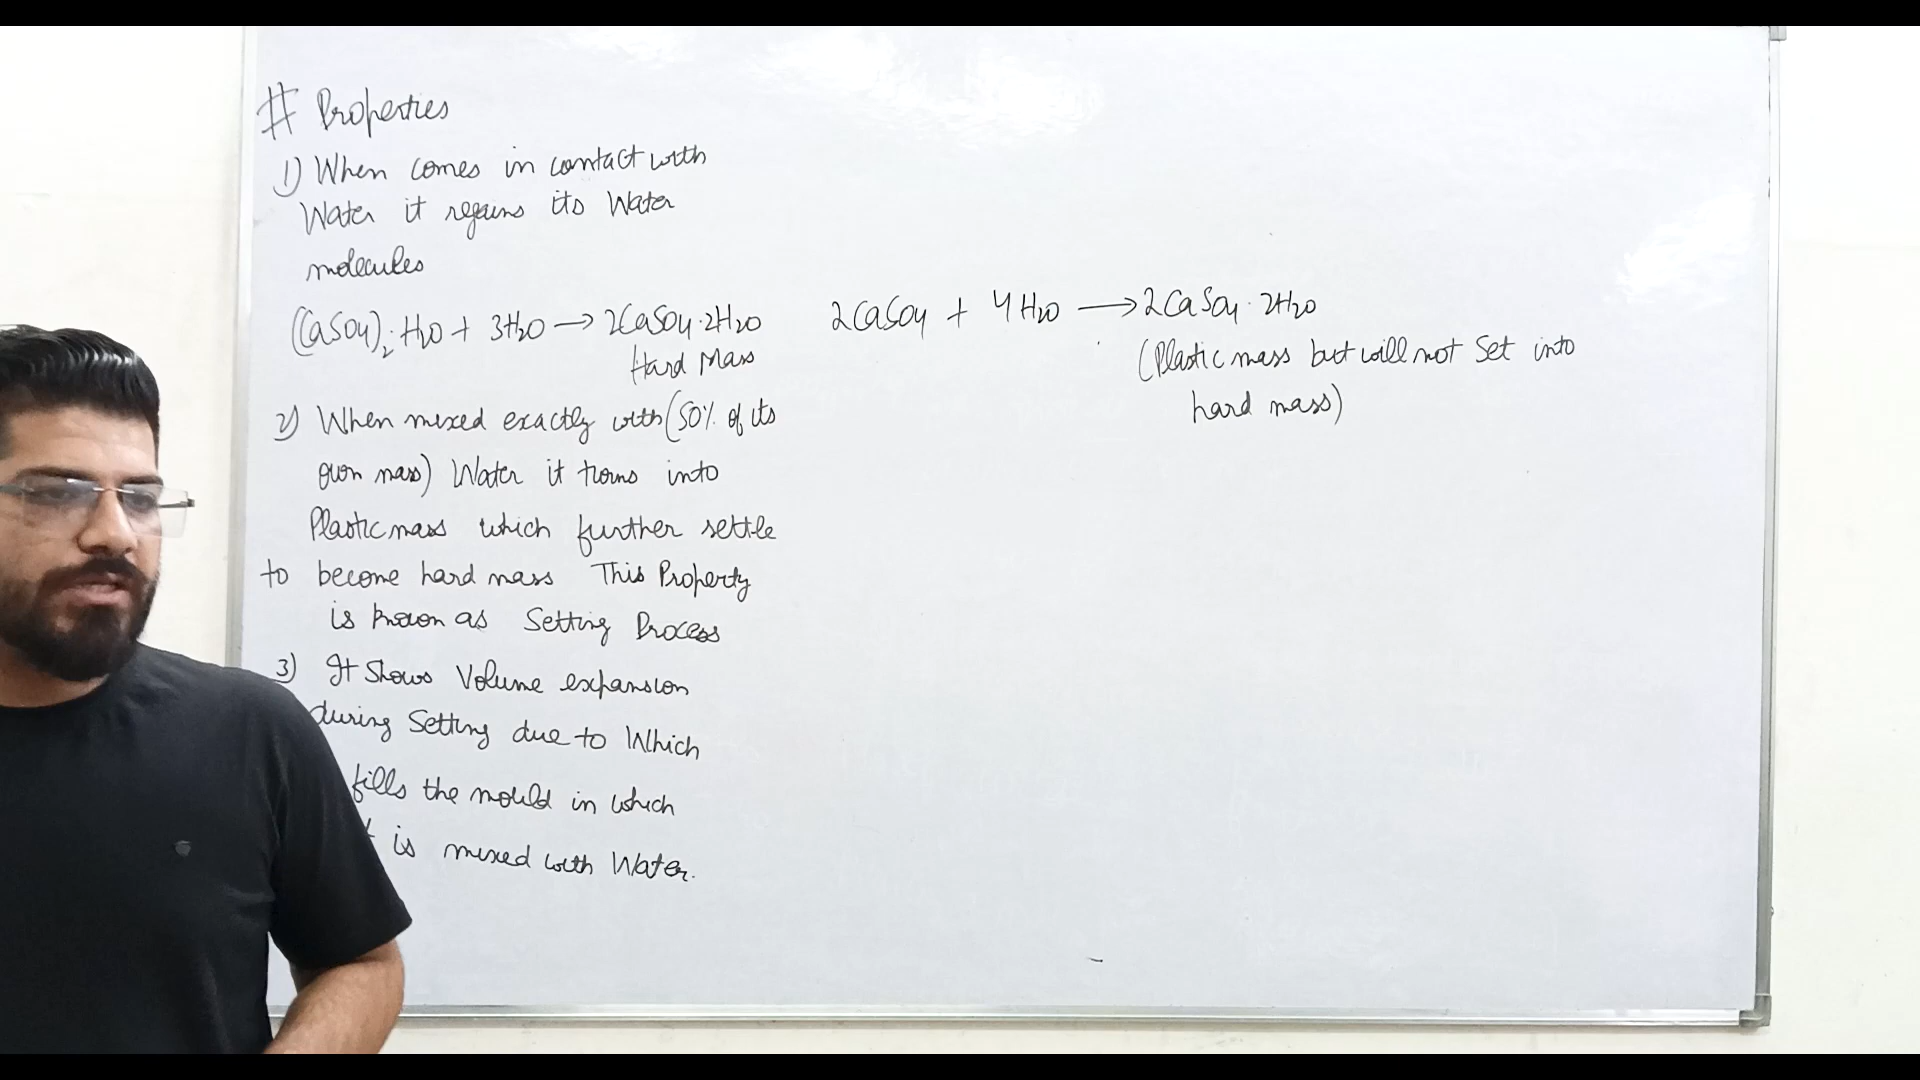 # Properties
1) When comes in contact with
Water it regains its Water
molecules
(CaSO4)2.H2O + 3H2O → 2CaSO4.2H2O
Hard Mass
2) When mixed exactly with (50% of its
own mass) Water it turns into
Plastic mass which further settle
to become hard mass This Property
is known as Setting Process
3) It Shows Volume expansion
during Setting due to Which
fills the mould in which
is mixed with Water.
2CaSO4 + 4H2O → 2CaSO4.2H2O
(Plastic mass but will not Set into
hard mass)